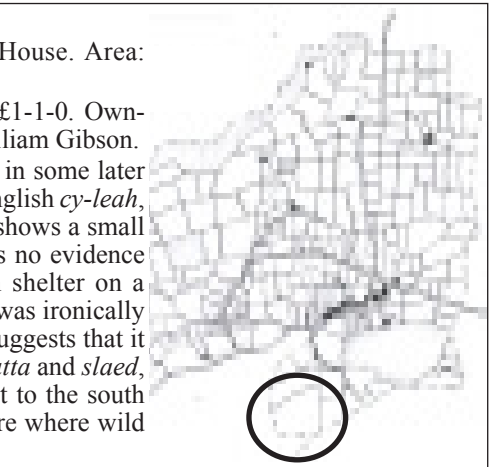 House. Area:
£1-1-0. Own-
liam Gibson.
in some later
nglish cy-leah,
shows a small
s no evidence
shelter on a
was ironically
uggests that it
tta and slaed,
t to the south
re where wild